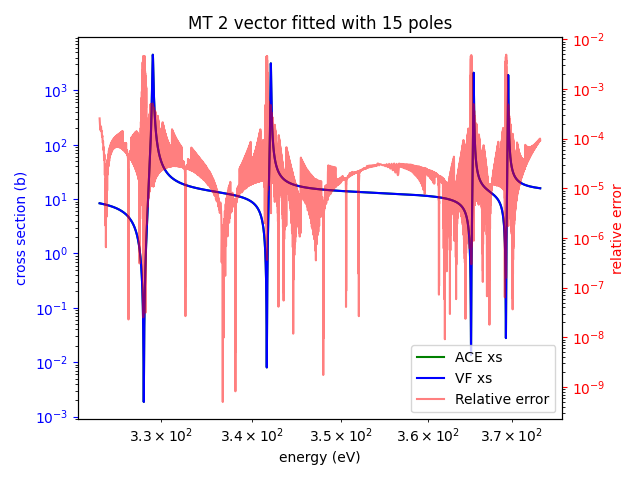 MT 2 vector fitted with 15 poles
cross section (b)
10³
10²
10¹
10⁰
10⁻¹
10⁻²
10⁻³
10⁻²
10⁻³
10⁻⁴
10⁻⁵
10⁻⁶
10⁻⁷
10⁻⁸
10⁻⁹
relative error
ACE xs
VF xs
Relative error
3.3 × 10² 3.4 × 10² 3.5 × 10² 3.6 × 10² 3.7 × 10²
energy (eV)